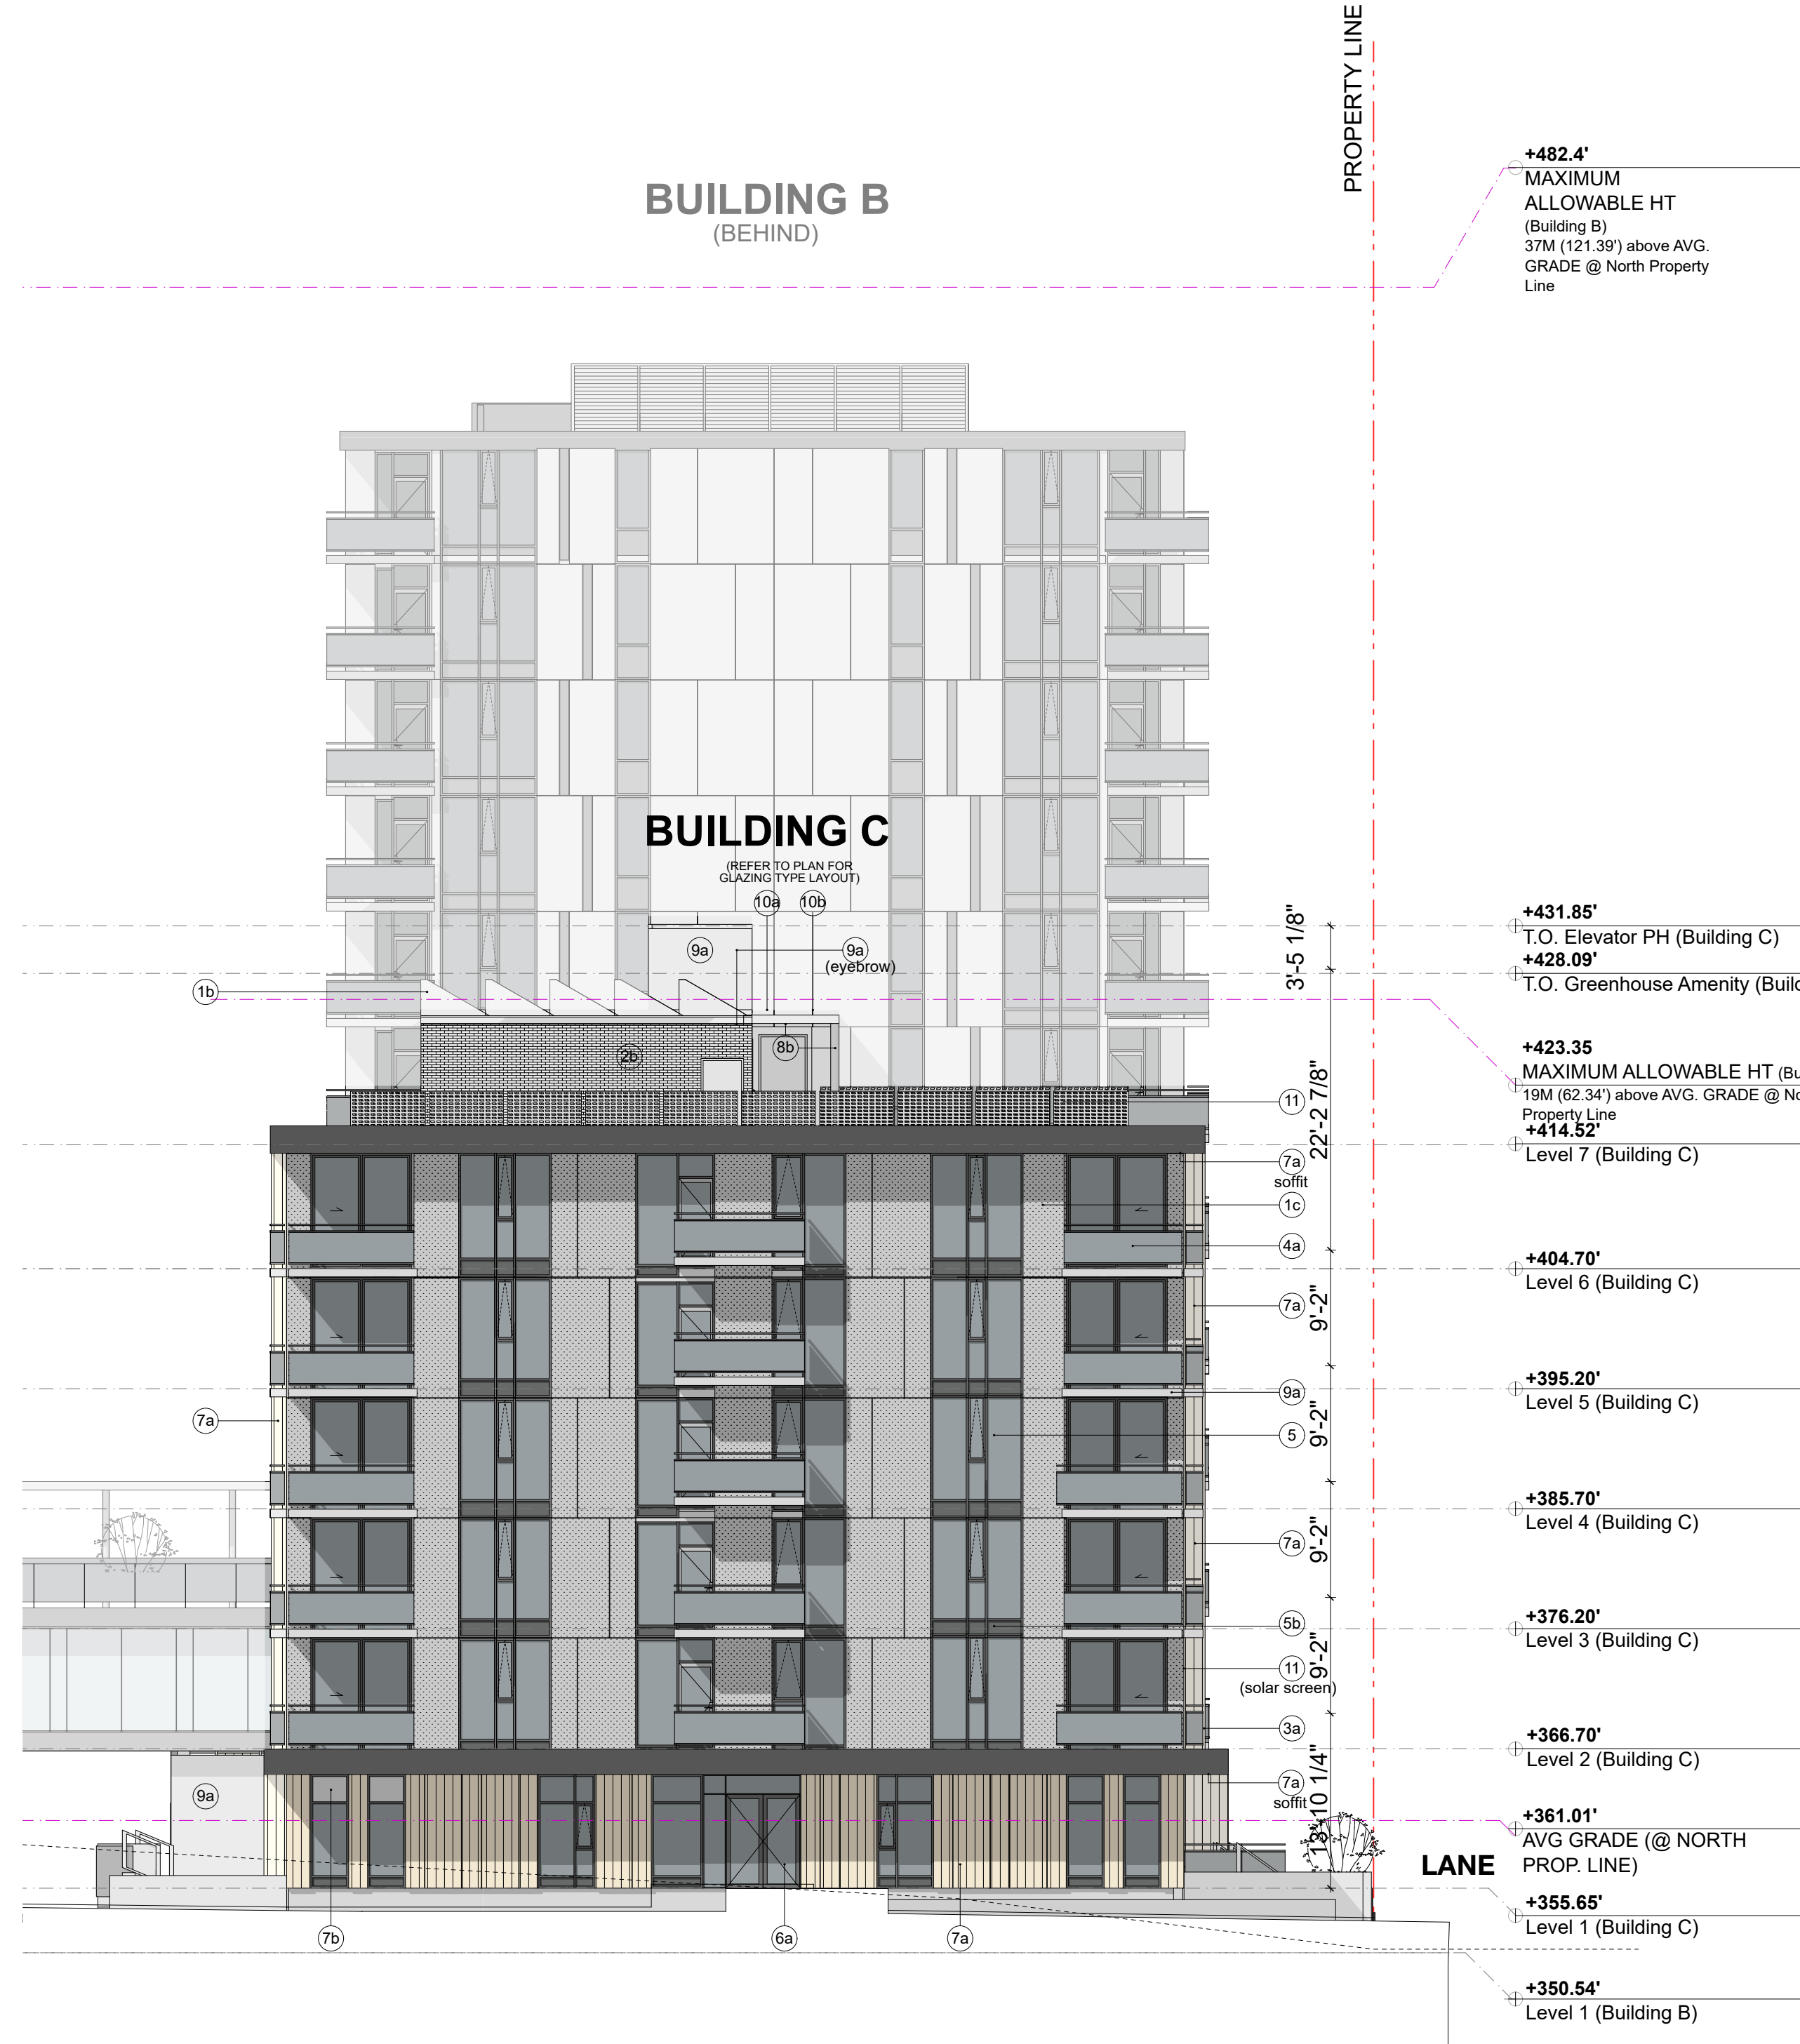 PROPERTY LINE
+482.4'
MAXIMUM
ALLOWABLE HT
(Building B)
37M (121.39') above AVG.
GRADE @ North Property
Line
BUILDING B
(BEHIND)
BUILDING C
(REFER TO PLAN FOR
GLAZING TYPE LAYOUT)
10a
10b
9a
9a
(eyebrow)
3'-5 1/8"
+431.85'
T.O. Elevator PH (Building C)
+428.09'
T.O. Greenhouse Amenity
1b
2b
8b
+423.35
MAXIMUM ALLOWABLE HT
19M (62.34') above AVG. GRADE @
Property Line
11
22'-2 7/8"
+414.52'
Level 7 (Building C)
7a
soffit
1c
4a
+404.70'
Level 6 (Building C)
7a
9'-2"
9a
+395.20'
Level 5 (Building C)
7a
5
9'-2"
+385.70'
Level 4 (Building C)
7a
9'-2"
5b
+376.20'
Level 3 (Building C)
11
(solar screen)
9'-2"
3a
+366.70'
Level 2 (Building C)
7a
soffit
9a
13'-10 1/4"
+361.01'
AVG GRADE (@ NORTH
PROP. LINE)
LANE
+355.65'
Level 1 (Building C)
7b
6a
7a
+350.54'
Level 1 (Building B)